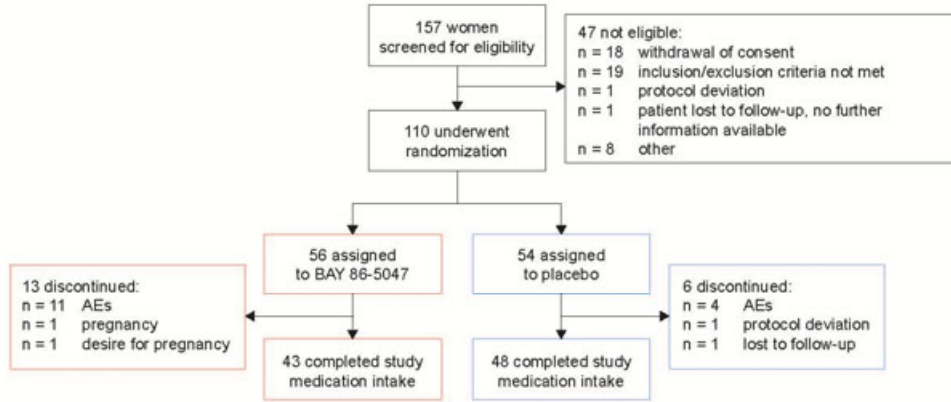 157 women
screened for eligibility
47 not eligible:
n = 18 withdrawal of consent
n = 19 inclusion/exclusion criteria not met
n = 1 protocol deviation
n = 1 patient lost to follow-up, no further
information available
n = 8 other
110 underwent
randomization
56 assigned
to BAY 86-5047
54 assigned
to placebo
13 discontinued:
n = 11 AEs
n = 1 pregnancy
n = 1 desire for pregnancy
6 discontinued:
n = 4 AEs
n = 1 protocol deviation
n = 1 lost to follow-up
43 completed study
medication intake
48 completed study
medication intake